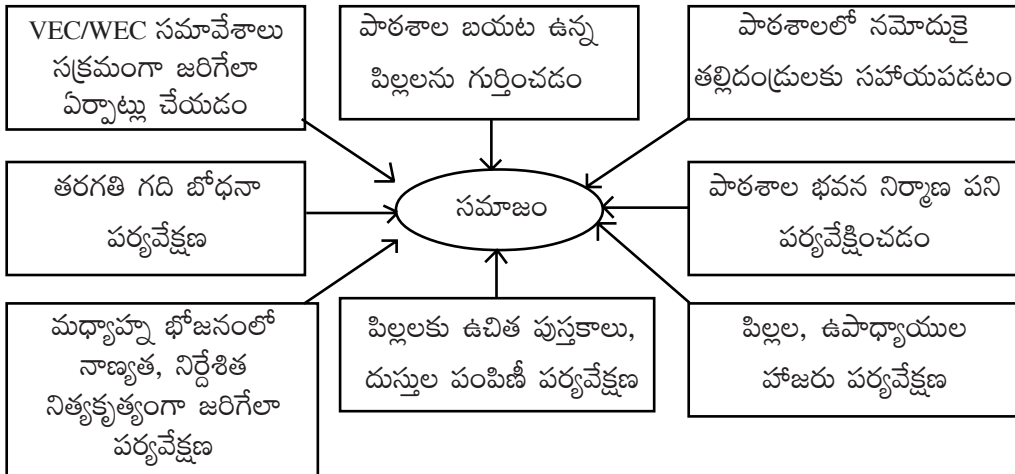 VEC/WEC సమావేశాలు
సక్రమంగా జరిగేలా
ఏర్పాట్లు చేయడం
పాఠశాల బయట ఉన్న
పిల్లలను గుర్తించడం
పాఠశాలలో నమోదుకై
తల్లిదండ్రులకు సహాయపడటం
తరగతి గది బోధనా
పర్యవేక్షణ
సమాజం
పాఠశాల భవన నిర్మాణ పని
పర్యవేక్షించడం
మధ్యాహ్న భోజనంలో
నాణ్యత, నిర్దేశిత
నిత్యకృత్యంగా జరిగేలా
పర్యవేక్షణ
పిల్లలకు ఉచిత పుస్తకాలు,
దుస్తుల పంపిణీ పర్యవేక్షణ
పిల్లల, ఉపాధ్యాయుల
హాజరు పర్యవేక్షణ